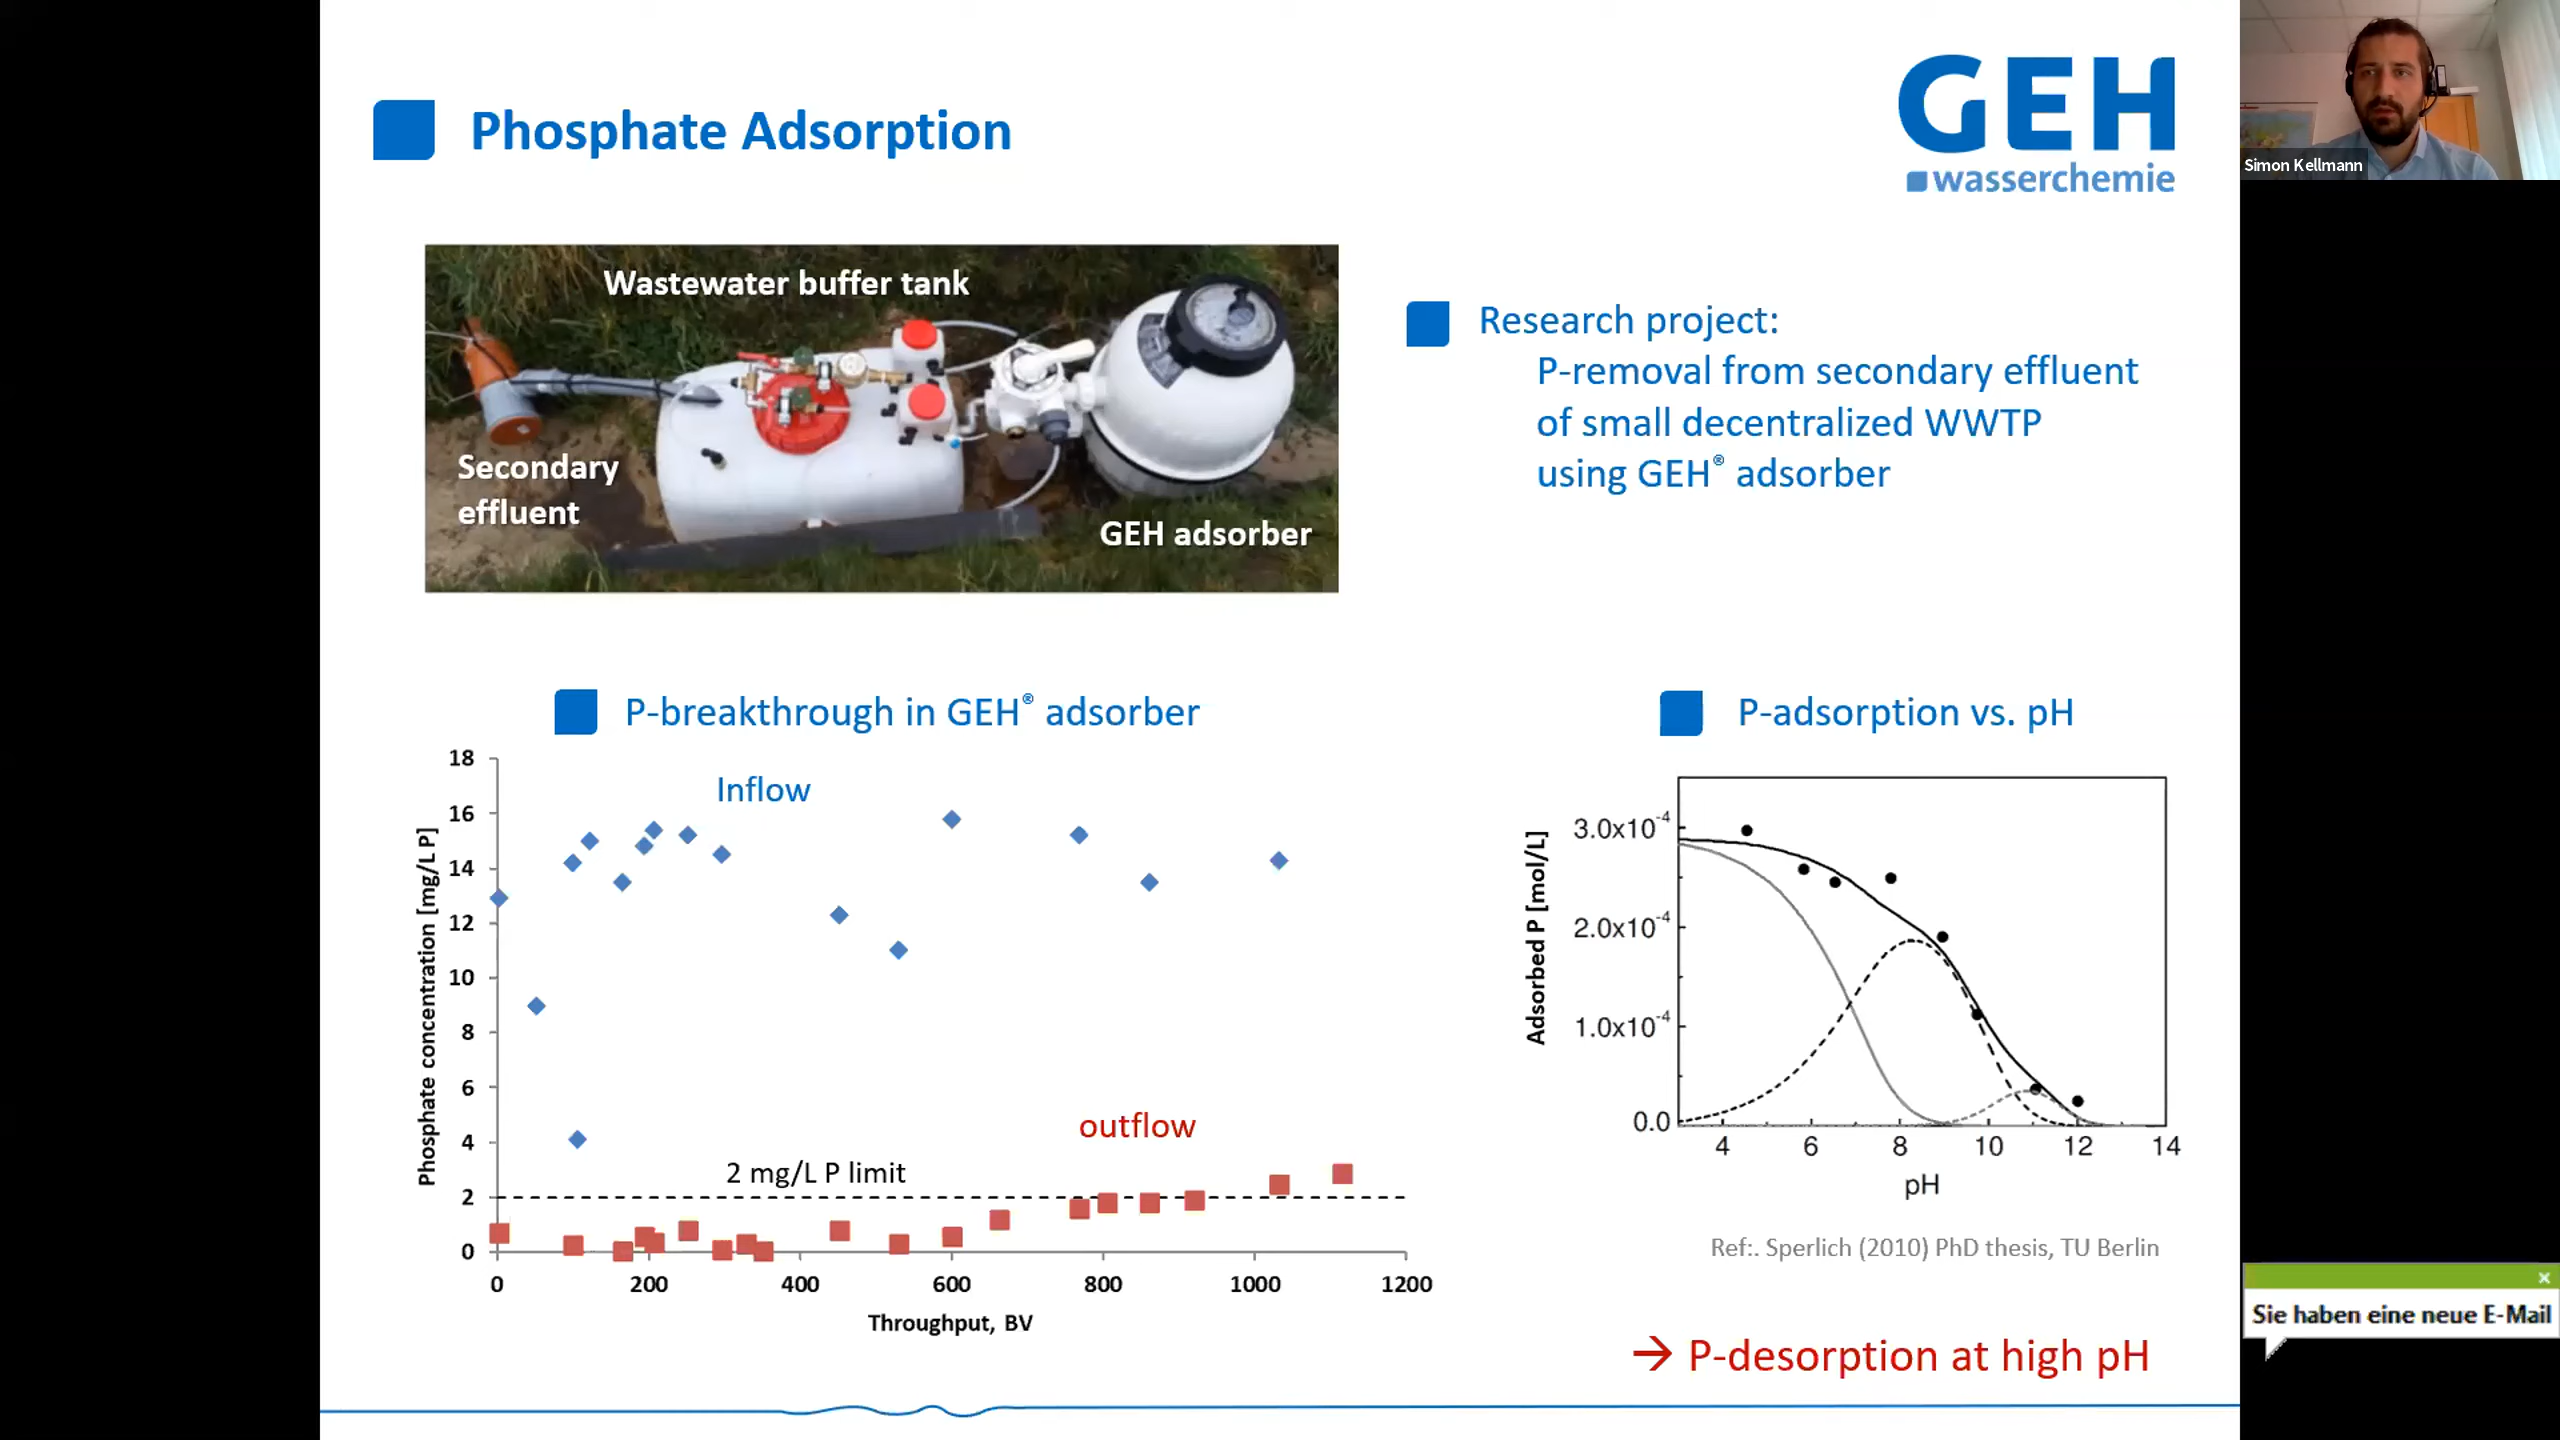 Phosphate Adsorption
GEH
wasserchemie
Simon Kellmann
Wastewater buffer tank
Secondary
effluent
GEH adsorber
Research project:
P-removal from secondary effluent
of small decentralized WWTP
using GEH® adsorber
P-breakthrough in GEH® adsorber
Phosphate concentration [mg/L P]
18
16
14
12
10
8
6
4
2
0
Inflow
outflow
2 mg/L P limit
0 200 400 600 800 1000 1200
Throughput, BV
P-adsorption vs. pH
Adsorbed P [mol/L]
3.0x10⁻⁴
2.0x10⁻⁴
1.0x10⁻⁴
0.0
4 6 8 10 12 14
pH
Ref:. Sperlich (2010) PhD thesis, TU Berlin
→ P-desorption at high pH
×
Sie haben eine neue E-Mail